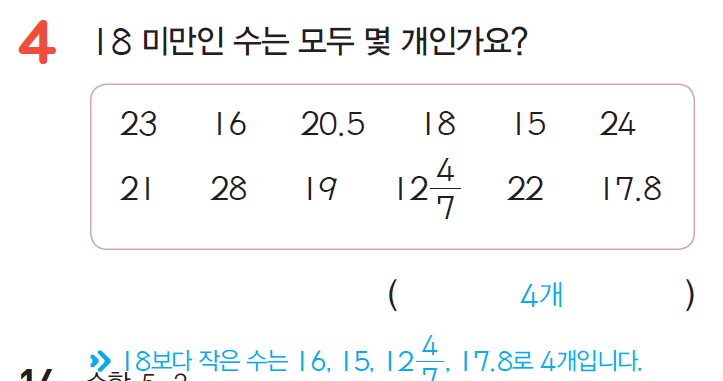 4 18 미만인 수는 모두 몇 개인가요?
23 16 20.5 18 15 24
21 28 19 12 4/7 22 17.8
( 4개 )
» 18보다 작은 수는 16, 15, 12 4/7, 17.8로 4개입니다.